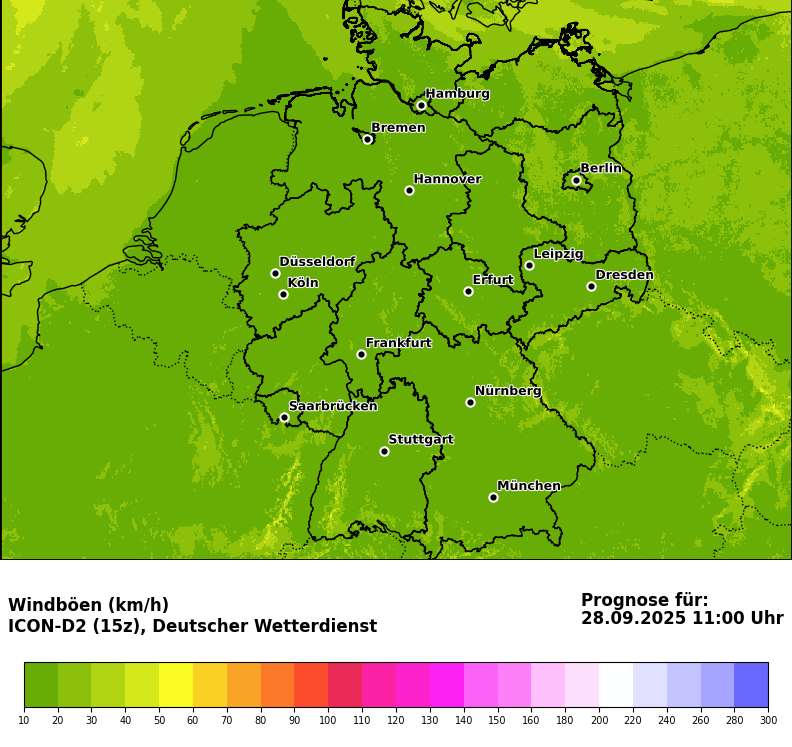 Hamburg
Bremen
Berlin
Hannover
Leipzig
Düsseldorf
Dresden
Köln
Erfurt
Frankfurt
Nürnberg
Saarbrücken
Stuttgart
München
Windböen (km/h)
ICON-D2 (15z), Deutscher Wetterdienst
Prognose für:
28.09.2025 11:00 Uhr
10 20 30 40 50 60 70 80 90 100 110 120 130 140 150 160 180 200 220 240 260 280 300